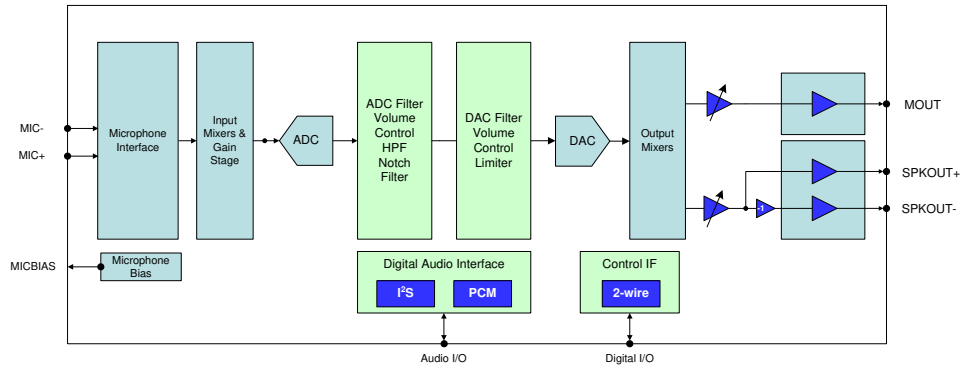 MIC-
MIC+
MICBIAS
Microphone
Interface
Microphone
Bias
Input
Mixers &
Gain
Stage
ADC
ADC Filter
Volume
Control
HPF
Notch
Filter
DAC Filter
Volume
Control
Limiter
DAC
Output
Mixers
-1
MOUT
SPKOUT+
SPKOUT-
Digital Audio Interface
I²S
PCM
Control IF
2-wire
Audio I/O
Digital I/O